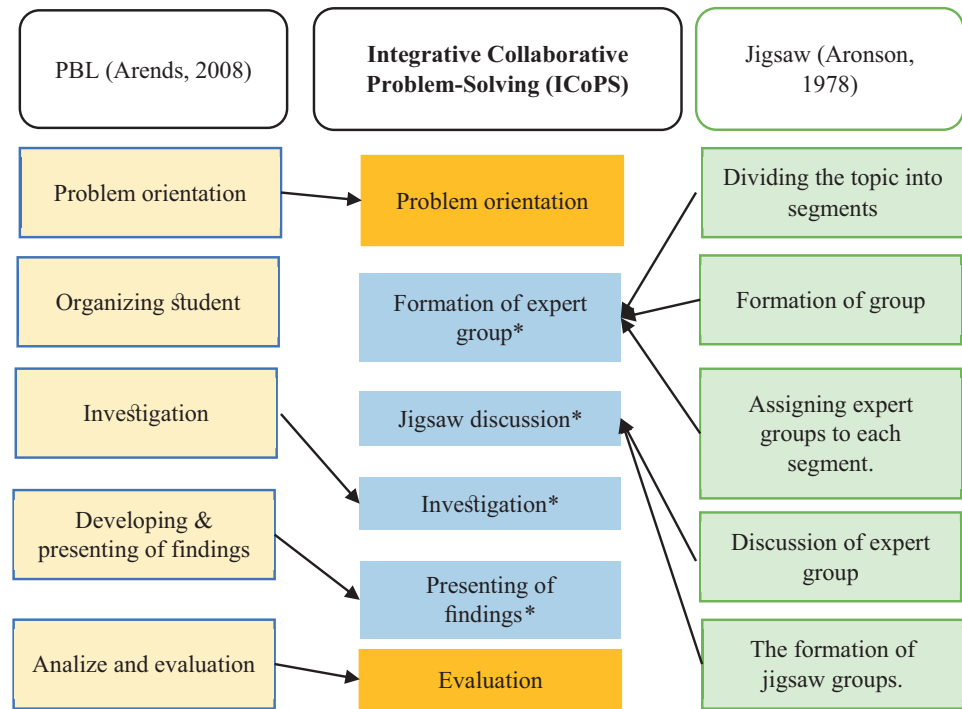 PBL (Arends, 2008)
Integrative Collaborative
Problem-Solving (ICoPS)
Jigsaw (Aronson,
1978)
Problem orientation
Organizing student
Investigation
Developing &
presenting of findings
Analize and evaluation
Problem orientation
Formation of expert
group*
Jigsaw discussion*
Investigation*
Presenting of
findings*
Evaluation
Dividing the topic into
segments
Formation of group
Assigning expert
groups to each
segment.
Discussion of expert
group
The formation of
jigsaw groups.